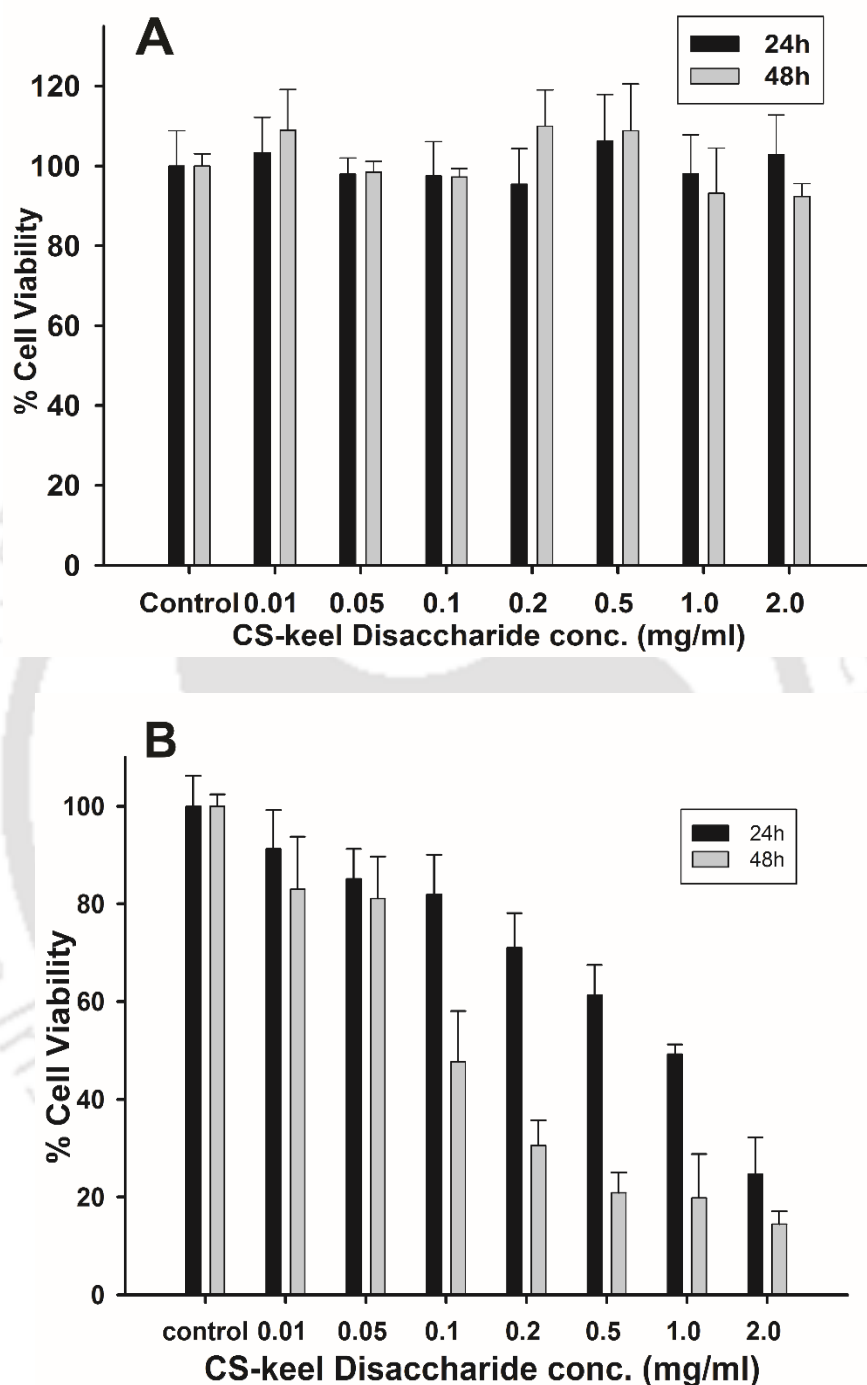 A
24h
48h
% Cell Viability
120
100
80
60
40
20
0
Control 0.01 0.05 0.1 0.2 0.5 1.0 2.0
CS-keel Disaccharide conc. (mg/ml)
B
24h
48h
% Cell Viability
100
80
60
40
20
0
control 0.01 0.05 0.1 0.2 0.5 1.0 2.0
CS-keel Disaccharide conc. (mg/ml)